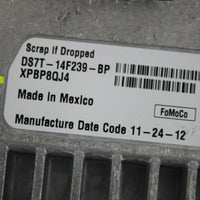 Scrap if Dropped
DS7T-14F239-BP
XPBP8QJ4
Made in Mexico
FoMoCo
Manufacture Date Code 11-24-12